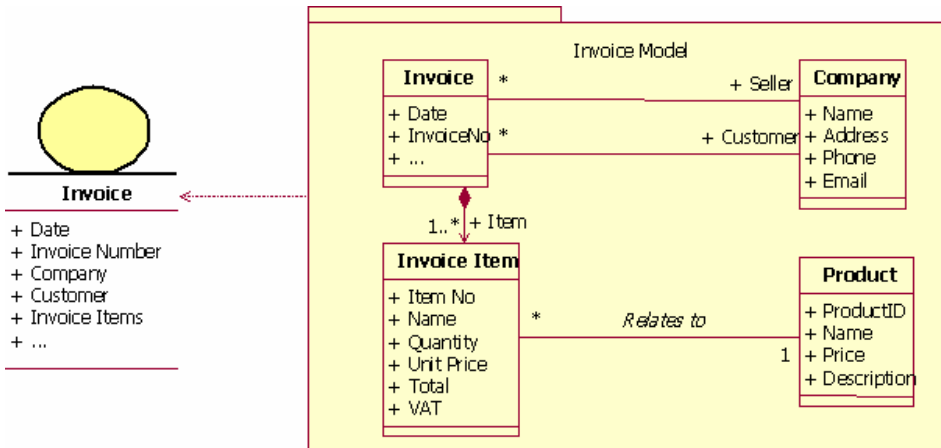 Invoice
+ Date
+ Invoice Number
+ Company
+ Customer
+ Invoice Items
+ ...
Invoice Model
Invoice
+ Date
+ InvoiceNo
+ ...
*
+ Seller
*
+ Customer
Company
+ Name
+ Address
+ Phone
+ Email
1..*
+ Item
Invoice Item
+ Item No
+ Name
+ Quantity
+ Unit Price
+ Total
+ VAT
*
Relates to
1
Product
+ ProductID
+ Name
+ Price
+ Description